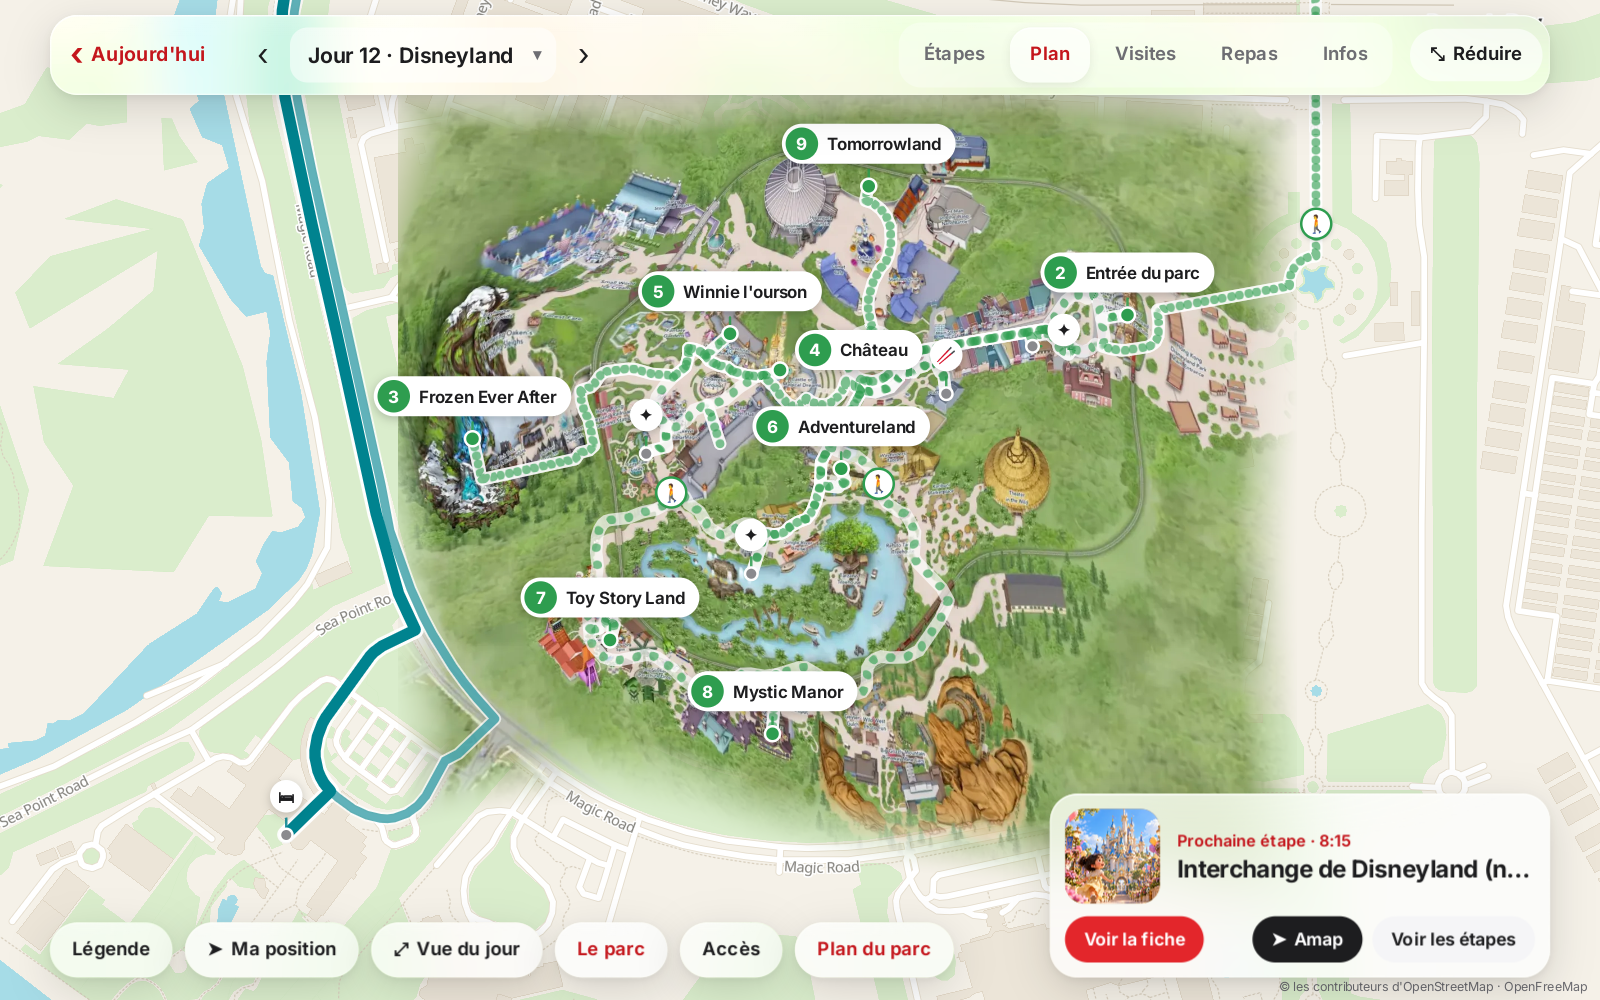 Aujourd'hui
Jour 12 · Disneyland
Étapes
Plan
Visites
Repas
Infos
Réduire
9 Tomorrowland
2 Entrée du parc
5 Winnie l'ourson
4 Château
3 Frozen Ever After
6 Adventureland
7 Toy Story Land
8 Mystic Manor
Magic Road
Sea Point Ro
Sea Point Road
Magic Road
Magic Road
Prochaine étape · 8:15
Interchange de Disneyland (n…
Voir la fiche
Amap
Voir les étapes
Légende
Ma position
Vue du jour
Le parc
Accès
Plan du parc
© les contributeurs d'OpenStreetMap · OpenFreeMap